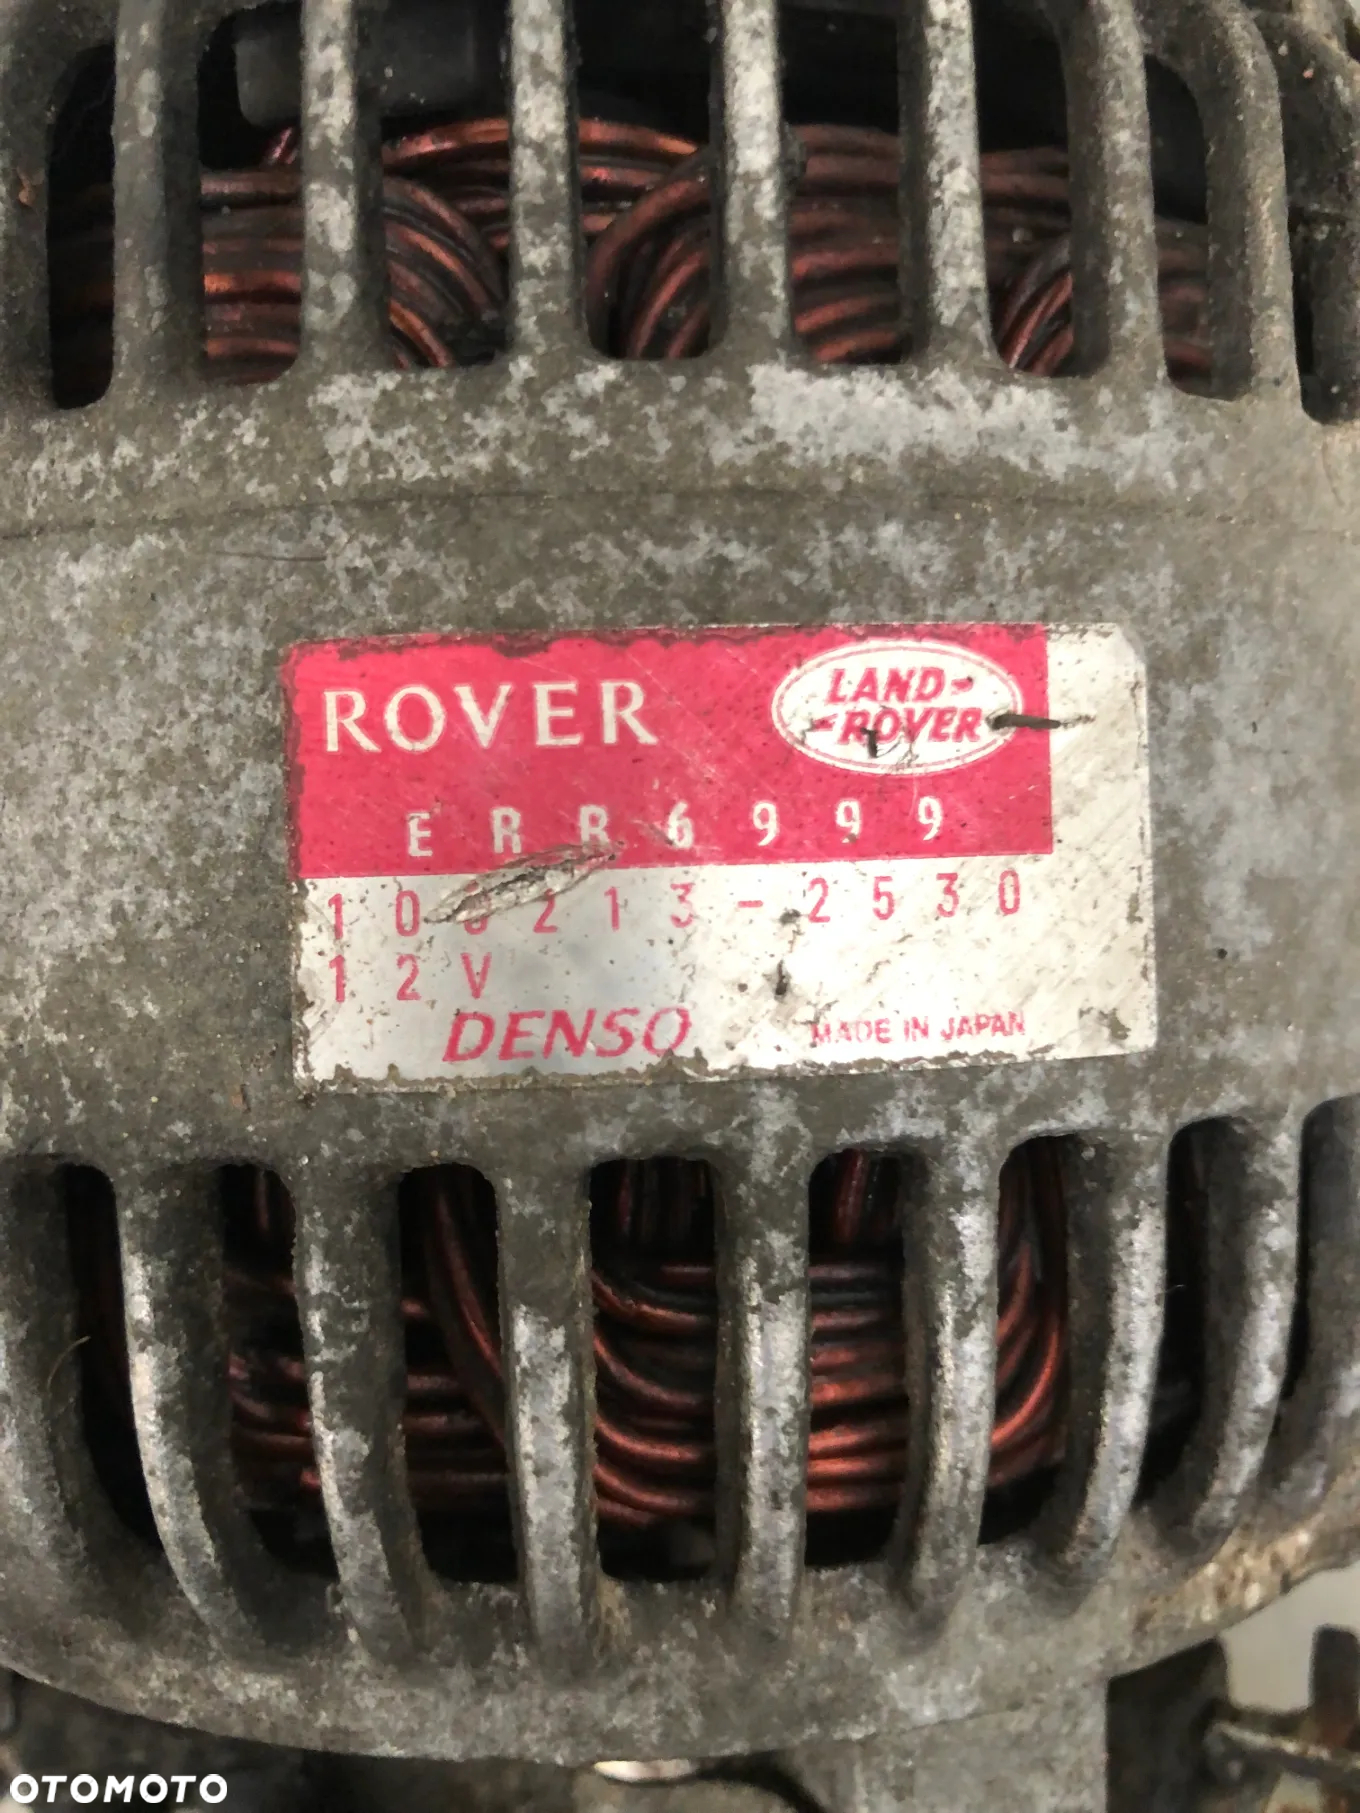 ROVER
LAND-
-ROVER
ERR6999
100213-2530
12V
DENSO
MADE IN JAPAN
OTOMOTO